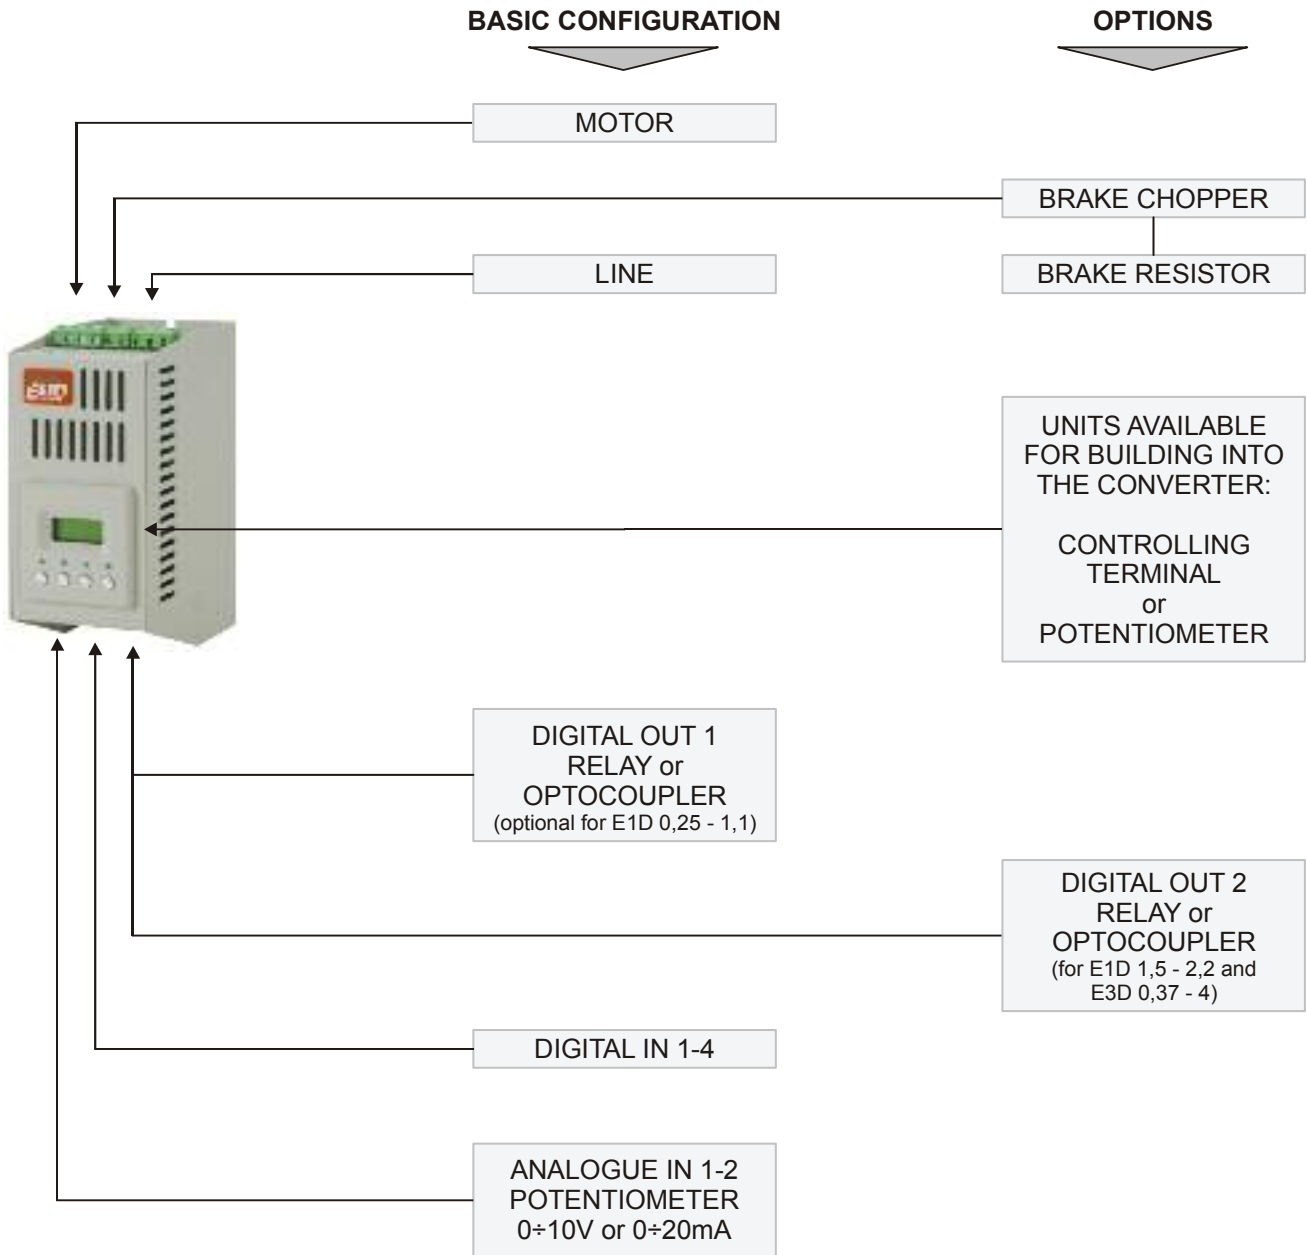 BASIC CONFIGURATION
OPTIONS
MOTOR
BRAKE CHOPPER
LINE
BRAKE RESISTOR
UNITS AVAILABLE
FOR BUILDING INTO
THE CONVERTER:
CONTROLLING
TERMINAL
or
POTENTIOMETER
DIGITAL OUT 1
RELAY or
OPTOCOUPLER
(optional for E1D 0,25 - 1,1)
DIGITAL OUT 2
RELAY or
OPTOCOUPLER
(for E1D 1,5 - 2,2 and
E3D 0,37 - 4)
DIGITAL IN 1-4
ANALOGUE IN 1-2
POTENTIOMETER
0÷10V or 0÷20mA